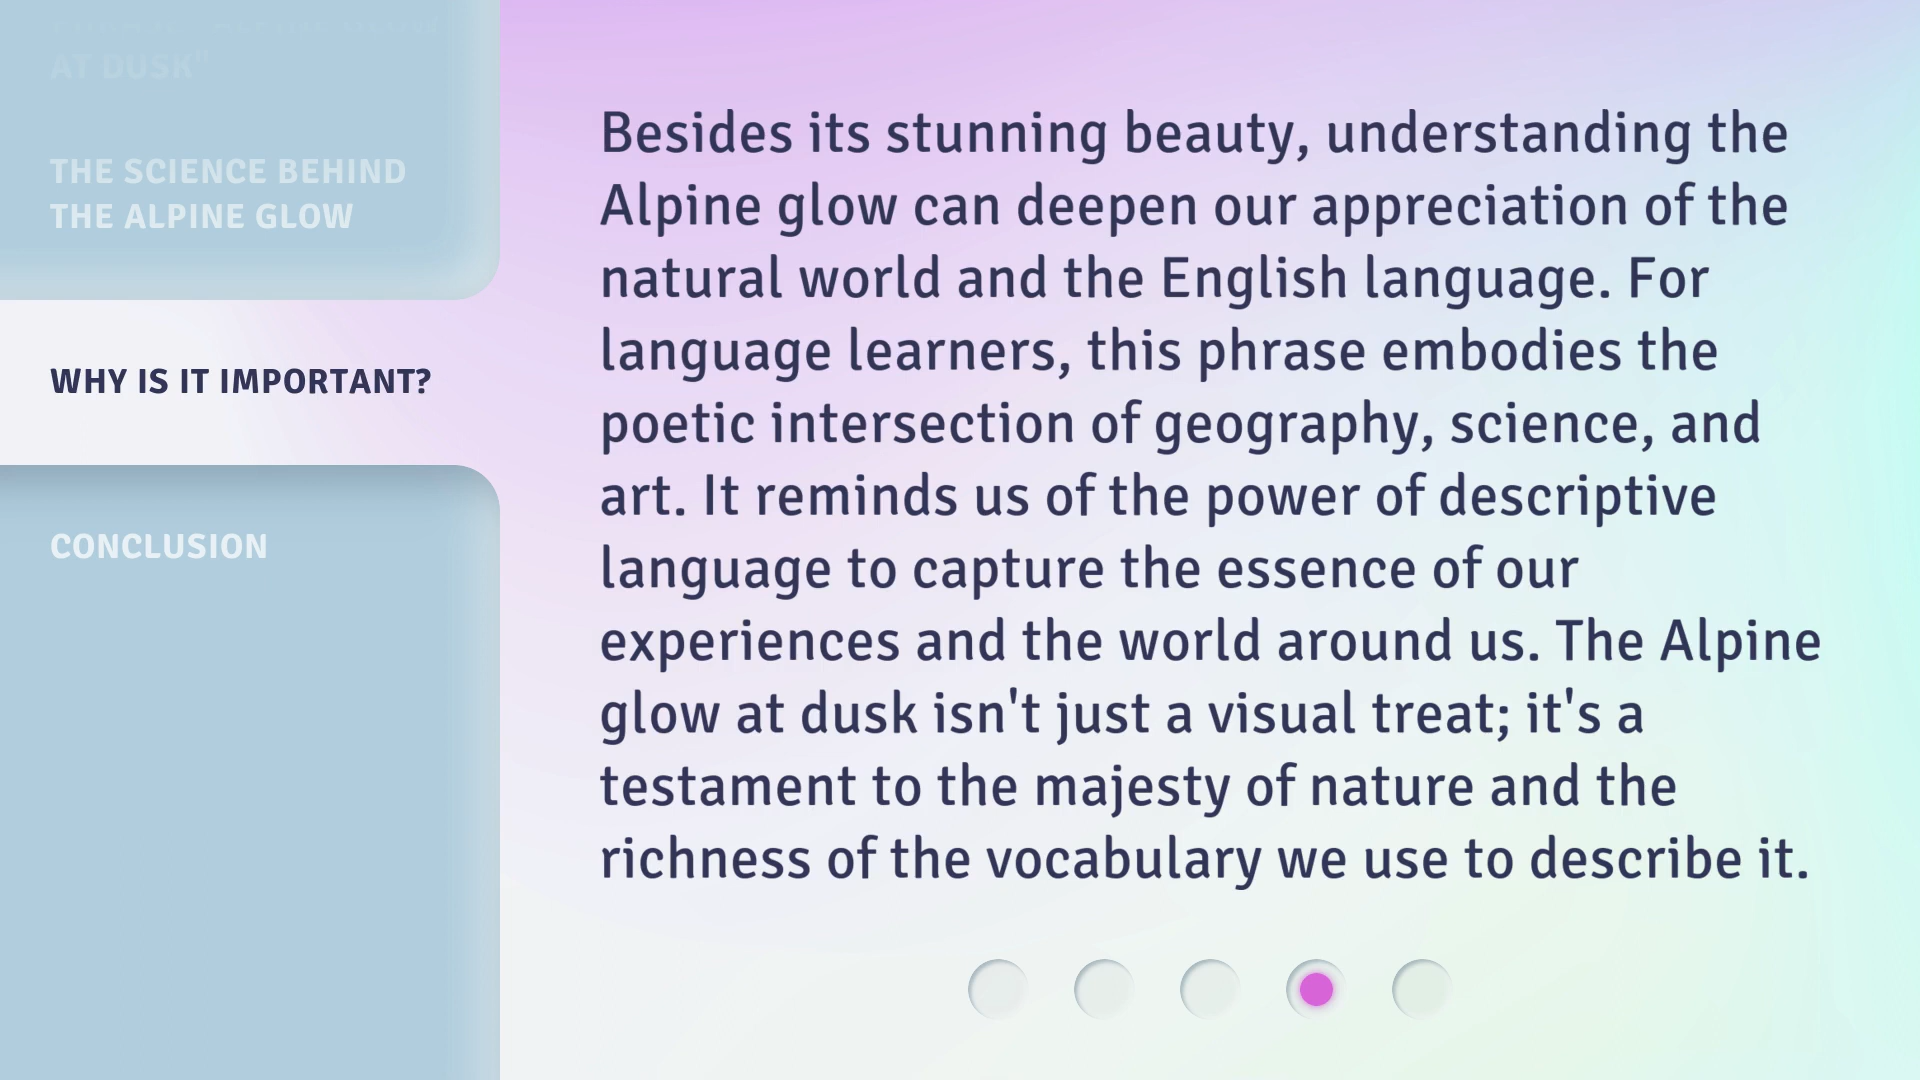 AT DUSK"
THE SCIENCE BEHIND
THE ALPINE GLOW
WHY IS IT IMPORTANT?
CONCLUSION
Besides its stunning beauty, understanding the
Alpine glow can deepen our appreciation of the
natural world and the English language. For
language learners, this phrase embodies the
poetic intersection of geography, science, and
art. It reminds us of the power of descriptive
language to capture the essence of our
experiences and the world around us. The Alpine
glow at dusk isn't just a visual treat; it's a
testament to the majesty of nature and the
richness of the vocabulary we use to describe it.